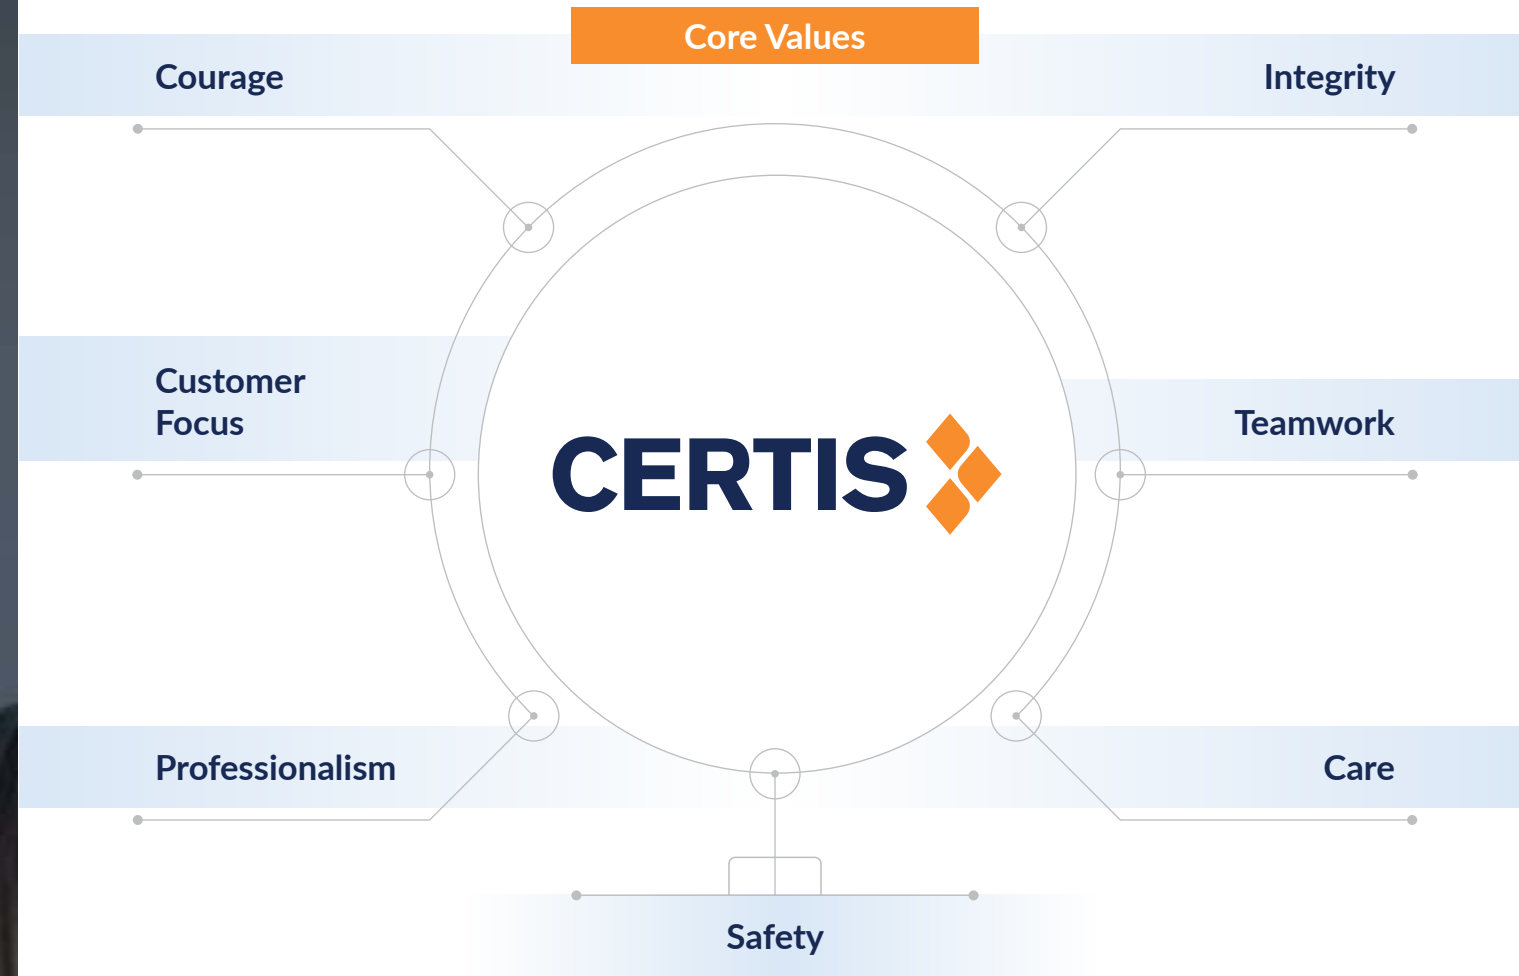 Core Values
Courage
Integrity
Customer
Focus
Teamwork
CERTIS
Professionalism
Care
Safety